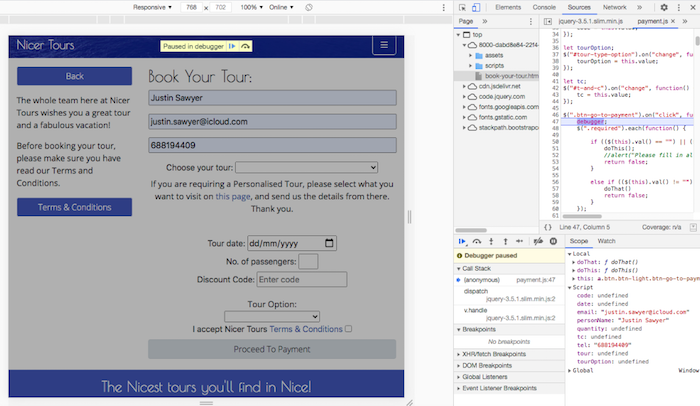 Responsive ▼ 768 x 702 100% ▼ Online ▼
Elements Console Sources
Page
jquery-3.5.1.slim.min.js payment.js
Nicer Tours
Paused in debugger
Back
The whole team here at Nicer
Tours wishes you a great tour
and a fabulous vacation!
Before booking your tour,
please make sure you have
read our Terms and
Conditions.
Terms & Conditions
Book Your Tour:
Justin Sawyer
justin.sawyer@icloud.com
688194409
Choose your tour:
If you are requiring a Personalised Tour, please select what you
want to visit on this page, and send us the details from there.
Thank you.
Tour date: dd/mm/yyyy
No. of passengers:
Discount Code: Enter code
Tour Option:
I accept Nicer Tours Terms & Conditions
Proceed To Payment
The Nicest tours you'll find in Nice!
top
8000-dabd8e84-22f4
assets
scripts
book-your-tour.htm
cdn.jsdelivr.net
code.jquery.com
fonts.googleapis.com
fonts.gstatic.com
stackpath.bootstrapc
34 });
35
36 let tourOption;
37 $("#tour-type-option").on("change", fu
38 tourOption = this.value;
39 });
40
41 let tc;
42 $("#t-and-c").on("change", function()
43 tc = this.value;
44 });
45
46 $(".btn-go-to-payment").on("click", fu
47 debugger;
48 $(".required").each(function() {
49
50 if (($(this).val() == "") || (
51 doThis();
52 //alert("Please fill in al
53 return false;
54 }
55
56 else if (($(this).val() != "")
57 doThat()
58 return false;
59 }
60 });
61
{} Line 47, Column 5 Coverage: n/a
Debugger paused
Call Stack
(anonymous) payment.js:47
dispatch
jquery-3.5.1.slim.min.js:2
v.handle
jquery-3.5.1.slim.min.js:2
Breakpoints
No breakpoints
XHR/fetch Breakpoints
DOM Breakpoints
Global Listeners
Event Listener Breakpoints
Scope Watch
Local
doThat: ƒ doThat()
doThis: ƒ doThis()
this: a.btn.btn-light.btn-go-to-paym
Script
code: undefined
date: undefined
email: "justin.sawyer@icloud.com"
personName: "Justin Sawyer"
quantity: undefined
tc: undefined
tel: "688194409"
tour: undefined
tourOption: undefined
Global Window